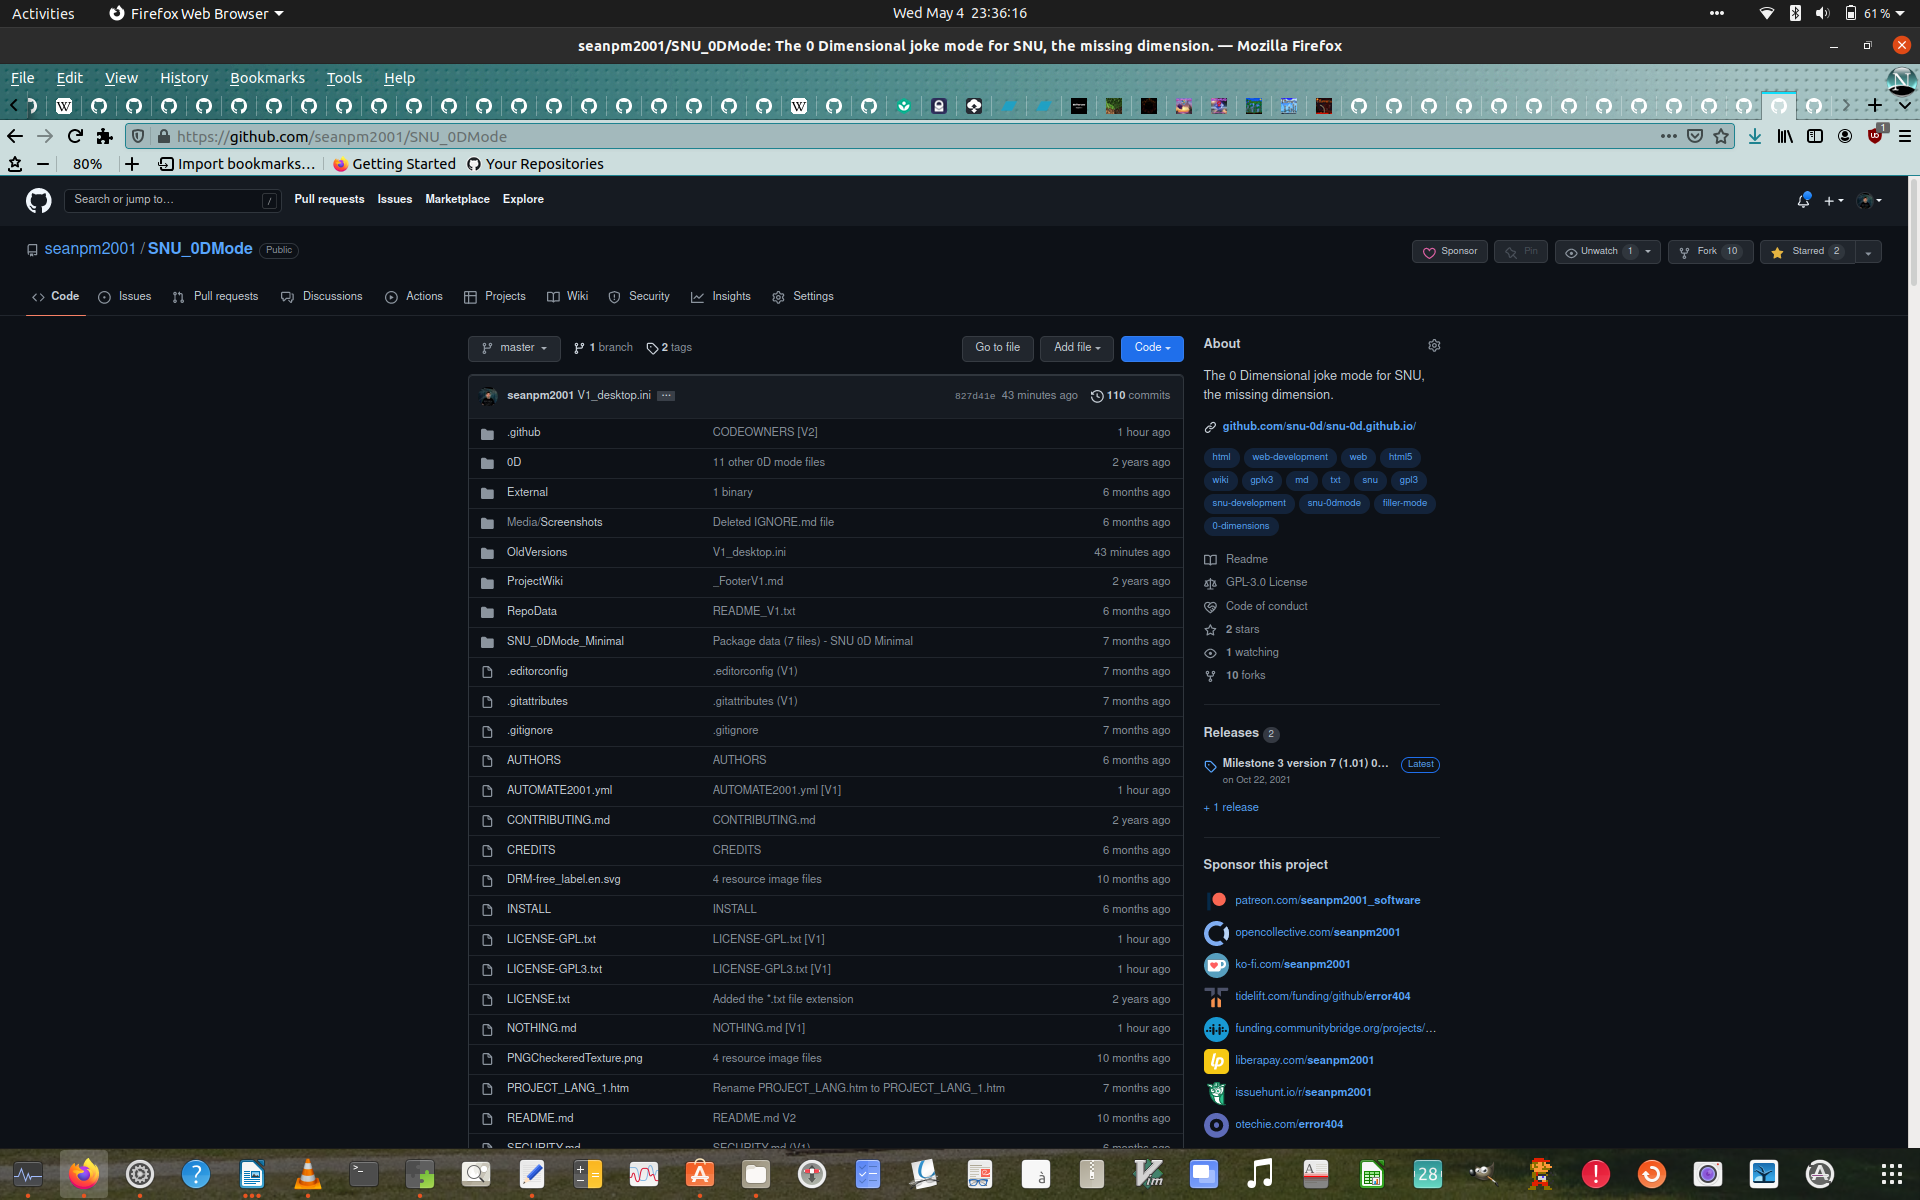 Activities
Firefox Web Browser
Wed May 4 23:36:16
61 %
seanpm2001/SNU_0DMode: The 0 Dimensional joke mode for SNU, the missing dimension. — Mozilla Firefox
File Edit View History Bookmarks Tools Help
https://github.com/seanpm2001/SNU_0DMode
80%
Import bookmarks…
Getting Started
Your Repositories
Search or jump to…
/
Pull requests Issues Marketplace Explore
seanpm2001 / SNU_0DMode Public
Sponsor
Pin
Unwatch 1
Fork 10
Starred 2
Code Issues Pull requests Discussions Actions Projects Wiki Security Insights Settings
master
1 branch
2 tags
Go to file
Add file
Code
seanpm2001 V1_desktop.ini ...
827d41e 43 minutes ago
110 commits
.github CODEOWNERS [V2] 1 hour ago
0D 11 other 0D mode files 2 years ago
External 1 binary 6 months ago
Media/Screenshots Deleted IGNORE.md file 6 months ago
OldVersions V1_desktop.ini 43 minutes ago
ProjectWiki _FooterV1.md 2 years ago
RepoData README_V1.txt 6 months ago
SNU_0DMode_Minimal Package data (7 files) - SNU 0D Minimal 7 months ago
.editorconfig .editorconfig (V1) 7 months ago
.gitattributes .gitattributes (V1) 7 months ago
.gitignore .gitignore 7 months ago
AUTHORS AUTHORS 6 months ago
AUTOMATE2001.yml AUTOMATE2001.yml [V1] 1 hour ago
CONTRIBUTING.md CONTRIBUTING.md 2 years ago
CREDITS CREDITS 6 months ago
DRM-free_label.en.svg 4 resource image files 10 months ago
INSTALL INSTALL 6 months ago
LICENSE-GPL.txt LICENSE-GPL.txt [V1] 1 hour ago
LICENSE-GPL3.txt LICENSE-GPL3.txt [V1] 1 hour ago
LICENSE.txt Added the *.txt file extension 2 years ago
NOTHING.md NOTHING.md [V1] 1 hour ago
PNGCheckeredTexture.png 4 resource image files 10 months ago
PROJECT_LANG_1.htm Rename PROJECT_LANG.htm to PROJECT_LANG_1.htm 7 months ago
README.md README.md V2 10 months ago
SECURITY.md SECURITY.md (V1) 6 months ago
About
The 0 Dimensional joke mode for SNU,
the missing dimension.
github.com/snu-0d/snu-0d.github.io/
html web-development web html5
wiki gplv3 md txt snu gpl3
snu-development snu-0dmode filler-mode
0-dimensions
Readme
GPL-3.0 License
Code of conduct
2 stars
1 watching
10 forks
Releases 2
Milestone 3 version 7 (1.01) 0... Latest
on Oct 22, 2021
+ 1 release
Sponsor this project
patreon.com/seanpm2001_software
opencollective.com/seanpm2001
ko-fi.com/seanpm2001
tidelift.com/funding/github/error404
funding.communitybridge.org/projects/...
liberapay.com/seanpm2001
issuehunt.io/r/seanpm2001
otechie.com/error404
28